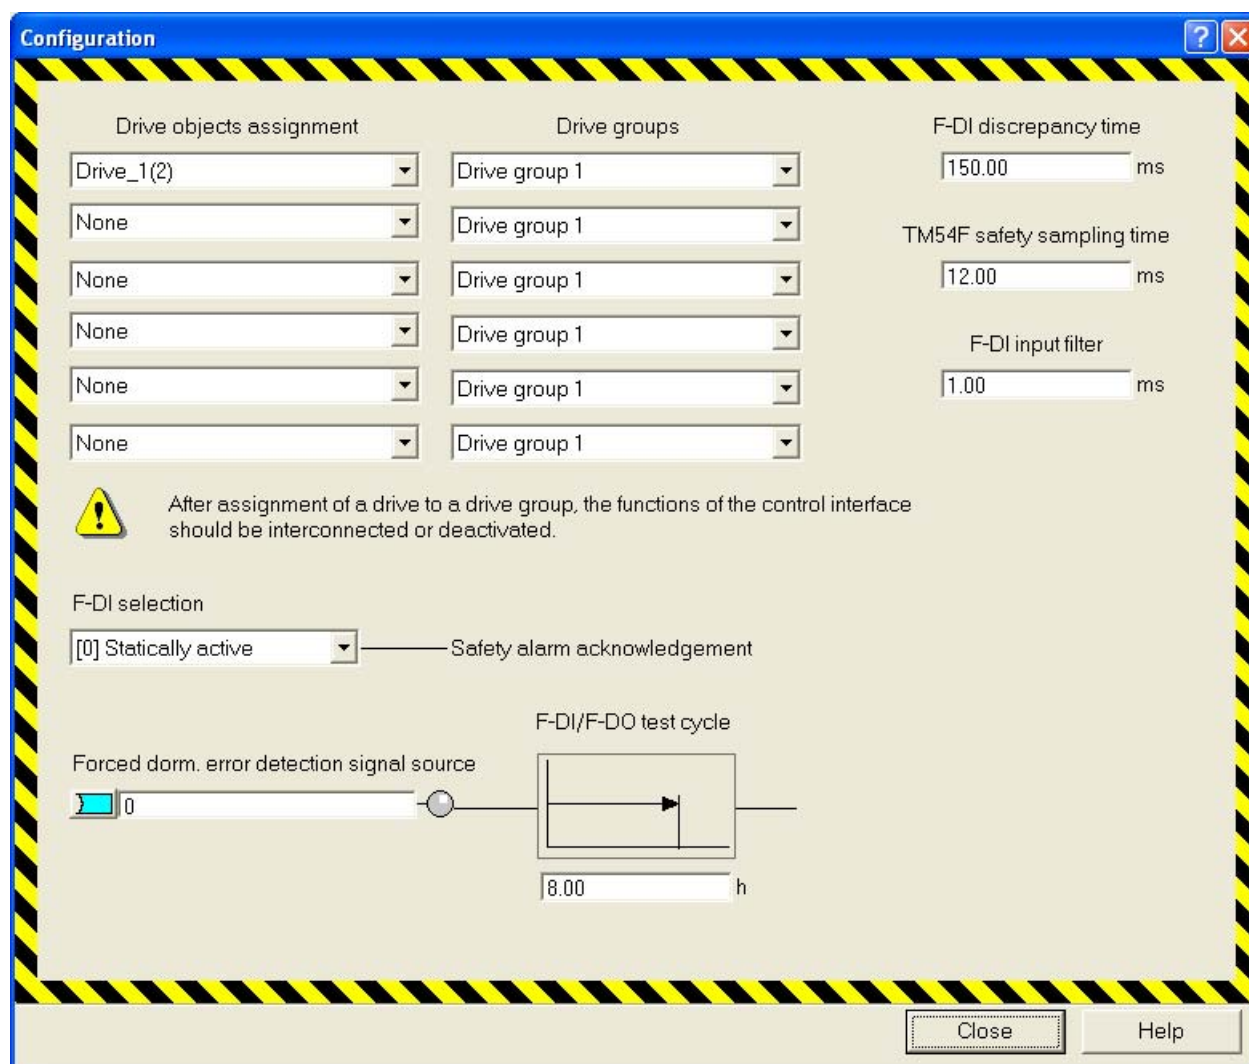 Configuration
Drive objects assignment
Drive groups
F-DI discrepancy time
Drive_1(2)
Drive group 1
150.00 ms
None
Drive group 1
TM54F safety sampling time
None
Drive group 1
12.00 ms
None
Drive group 1
F-DI input filter
None
Drive group 1
1.00 ms
None
Drive group 1
After assignment of a drive to a drive group, the functions of the control interface
should be interconnected or deactivated.
F-DI selection
[0] Statically active
Safety alarm acknowledgement
F-DI/F-DO test cycle
Forced dorm. error detection signal source
0
8.00 h
Close
Help